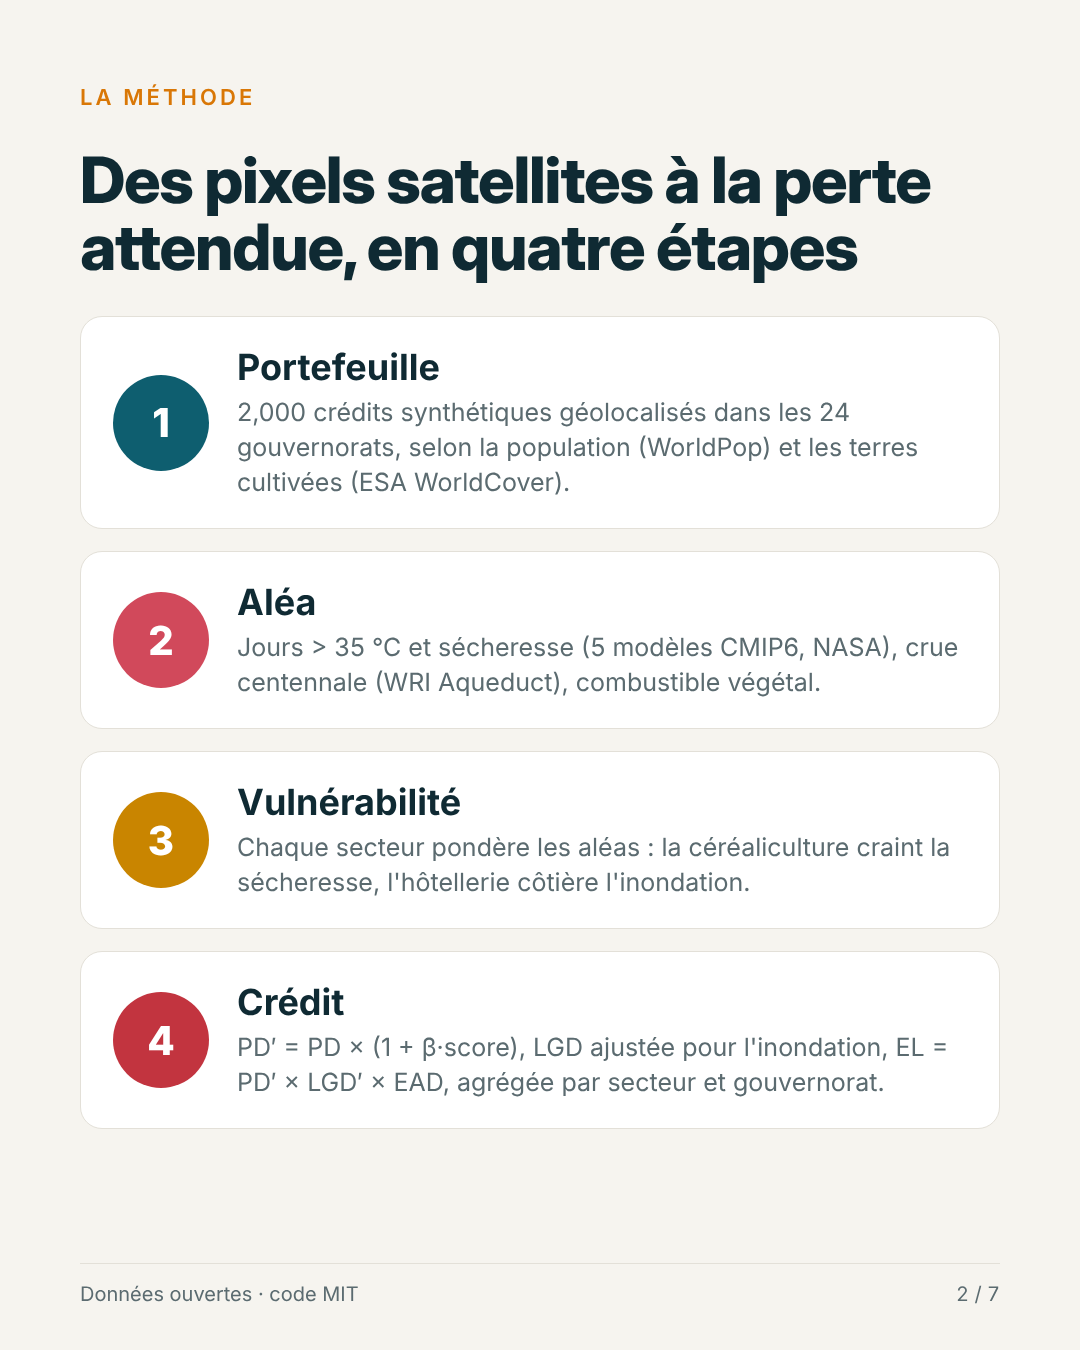 LA MÉTHODE
Des pixels satellites à la perte
attendue, en quatre étapes
1
Portefeuille
2,000 crédits synthétiques géolocalisés dans les 24
gouvernorats, selon la population (WorldPop) et les terres
cultivées (ESA WorldCover).
2
Aléa
Jours > 35 °C et sécheresse (5 modèles CMIP6, NASA), crue
centennale (WRI Aqueduct), combustible végétal.
3
Vulnérabilité
Chaque secteur pondère les aléas : la céréaliculture craint la
sécheresse, l'hôtellerie côtière l'inondation.
4
Crédit
PD′ = PD × (1 + β·score), LGD ajustée pour l'inondation, EL =
PD′ × LGD′ × EAD, agrégée par secteur et gouvernorat.
Données ouvertes · code MIT
2 / 7